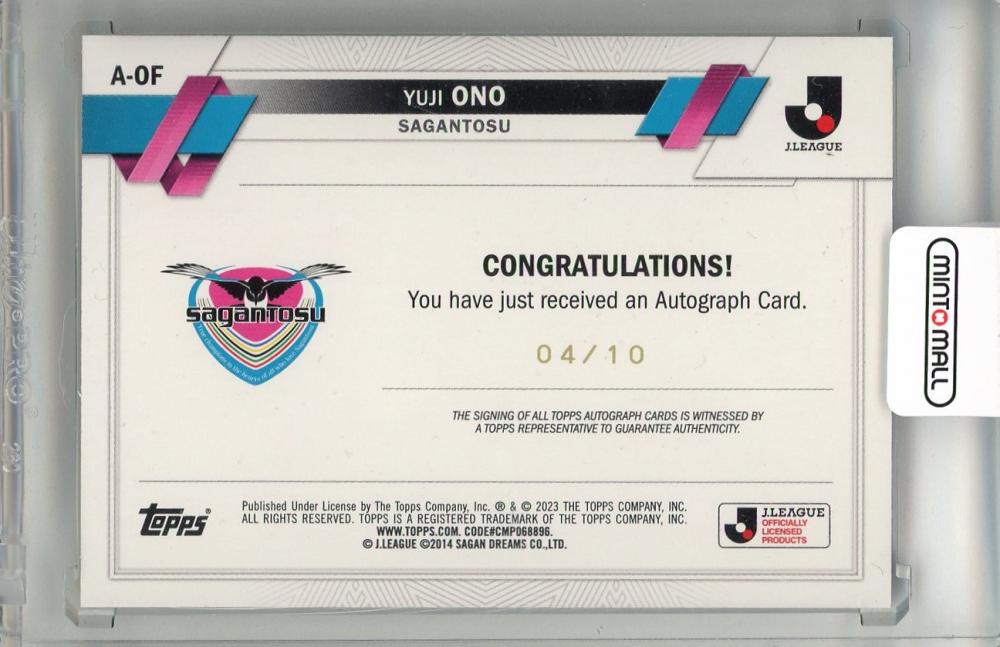 A-OF
YUJI ONO
SAGANTOSU
J.LEAGUE
sagantosu
CONGRATULATIONS!
You have just received an Autograph Card.
04/10
THE SIGNING OF ALL TOPPS AUTOGRAPH CARDS IS WITNESSED BY
A TOPPS REPRESENTATIVE TO GUARANTEE AUTHENTICITY.
MINT MALL
topps®
Published Under License by The Topps Company, Inc. ® & © 2023 THE TOPPS COMPANY, INC.
ALL RIGHTS RESERVED. TOPPS IS A REGISTERED TRADEMARK OF THE TOPPS COMPANY, INC.
WWW.TOPPS.COM. CODE#CMP068896.
© J.LEAGUE ©2014 SAGAN DREAMS CO.,LTD.
J.LEAGUE
OFFICIALLY
LICENSED
PRODUCTS